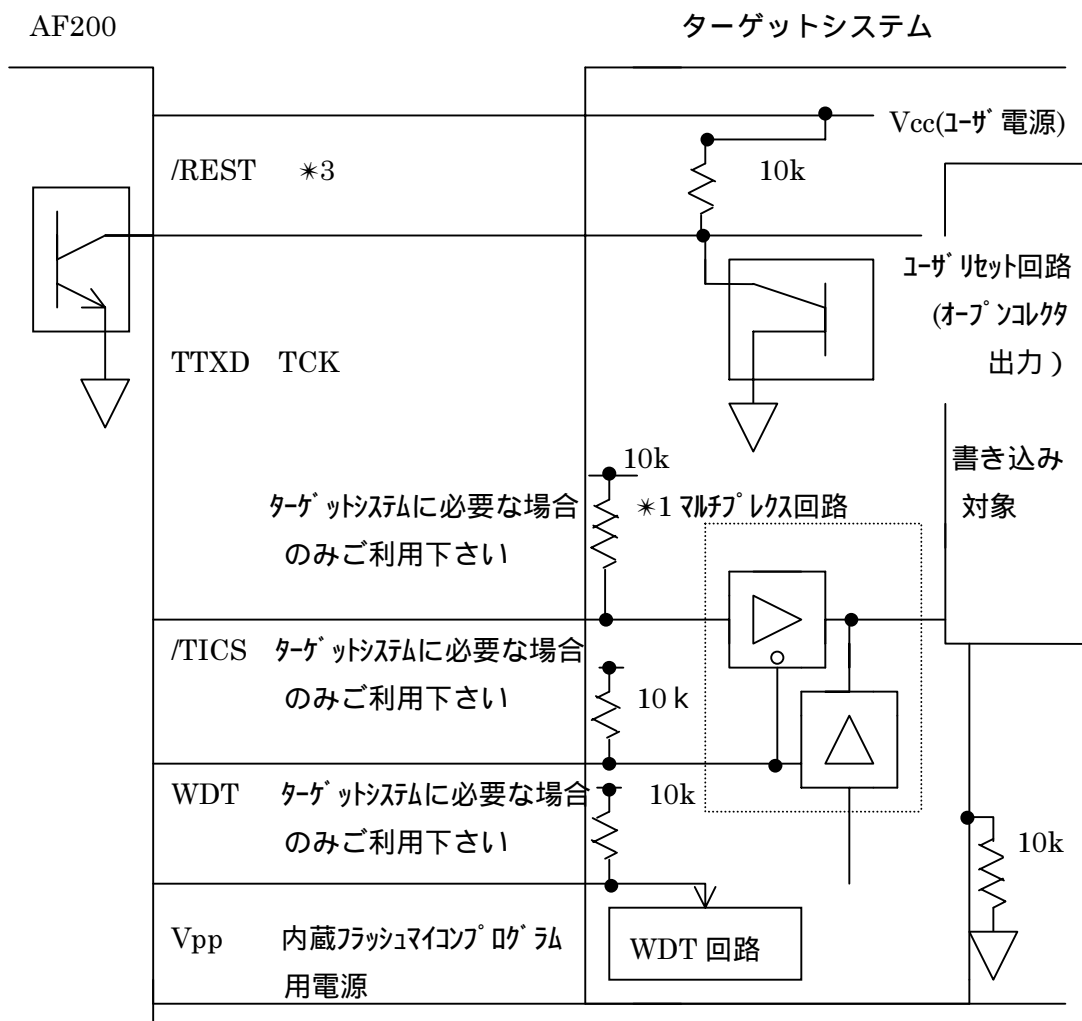 AF200
ターゲットシステム
Vcc(ﾕｰｻﾞ電源)
/REST ✳3
10k
ﾕｰｻﾞﾘｾｯﾄ回路
(ｵｰﾌﾟﾝｺﾚｸﾀ
出力）
TTXD TCK
10k
書き込み
対象
ﾀｰｹﾞｯﾄｼｽﾃﾑに必要な場合
のみご利用下さい
✳1 ﾏﾙﾁﾌﾟﾚｸｽ回路
/TICS ﾀｰｹﾞｯﾄｼｽﾃﾑに必要な場合
のみご利用下さい
10ｋ
WDT ﾀｰｹﾞｯﾄｼｽﾃﾑに必要な場合
のみご利用下さい
10k
10k
Vpp 内蔵ﾌﾗｯｼｭﾏｲｺﾝﾌﾟﾛｸﾞﾗﾑ
用電源
WDT 回路